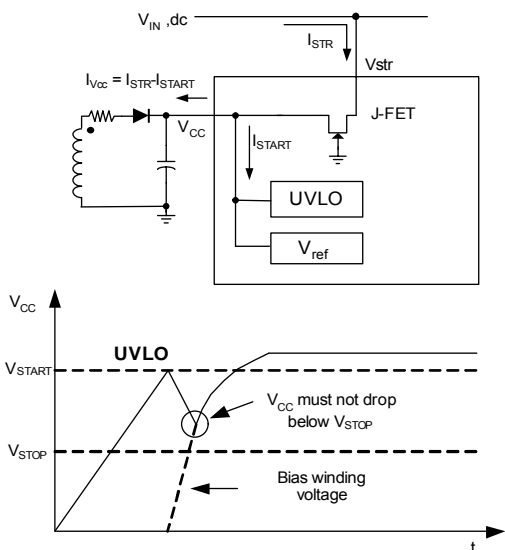 V_IN ,dc
I_STR
Vstr
I_Vcc = I_STR-I_START
J-FET
V_CC
I_START
UVLO
V_ref
V_CC
UVLO
V_START
V_CC must not drop
below V_STOP
V_STOP
Bias winding
voltage
t